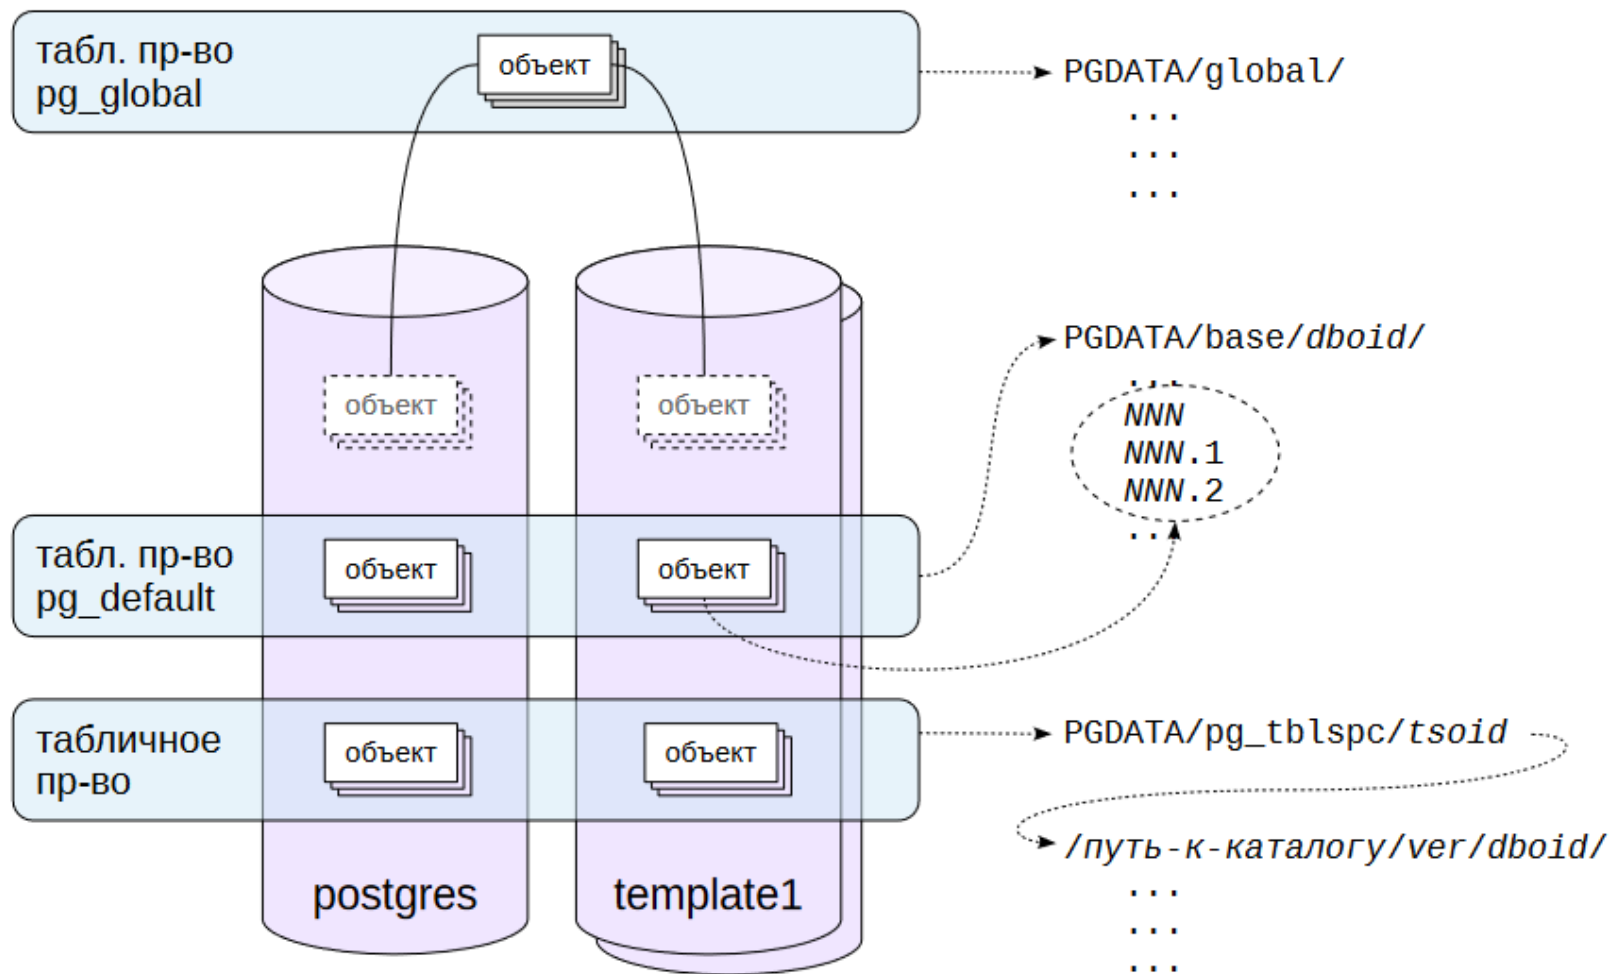 табл. пр-во
pg_global
объект
PGDATA/global/
...
...
...
объект
объект
PGDATA/base/dboid/
...
NNN
NNN.1
NNN.2
...
табл. пр-во
pg_default
объект
объект
табличное
пр-во
объект
объект
PGDATA/pg_tblspc/tsoid
/путь-к-каталогу/ver/dboid/
...
...
...
postgres
template1